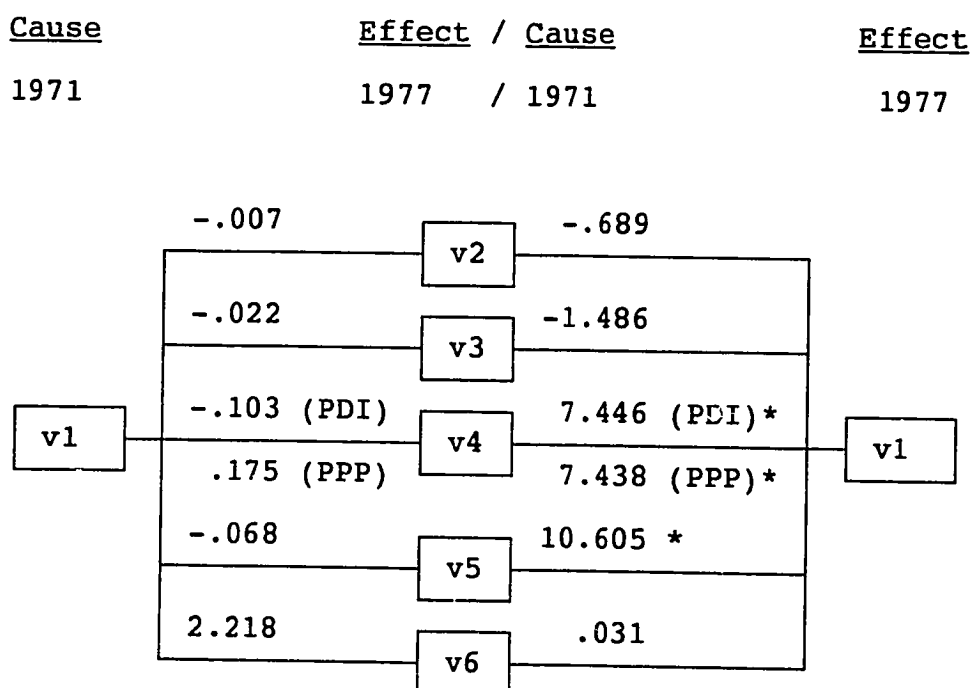 Cause Effect / Cause Effect
1971 1977 / 1971 1977
-.007 v2 -.689
-.022 v3 -1.486
-.103 (PDI) 7.446 (PDI)*
v1 v4 v1
.175 (PPP) 7.438 (PPP)*
-.068 v5 10.605 *
2.218 v6 .031